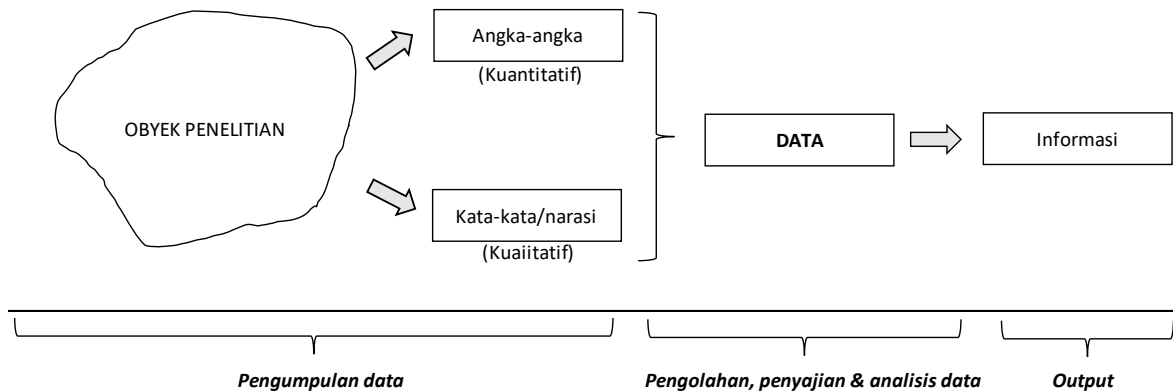 Angka-angka
(Kuantitatif)
OBYEK PENELITIAN
DATA
Informasi
Kata-kata/narasi
(Kuaiitatif)
Pengumpulan data
Pengolahan, penyajian & analisis data
Output